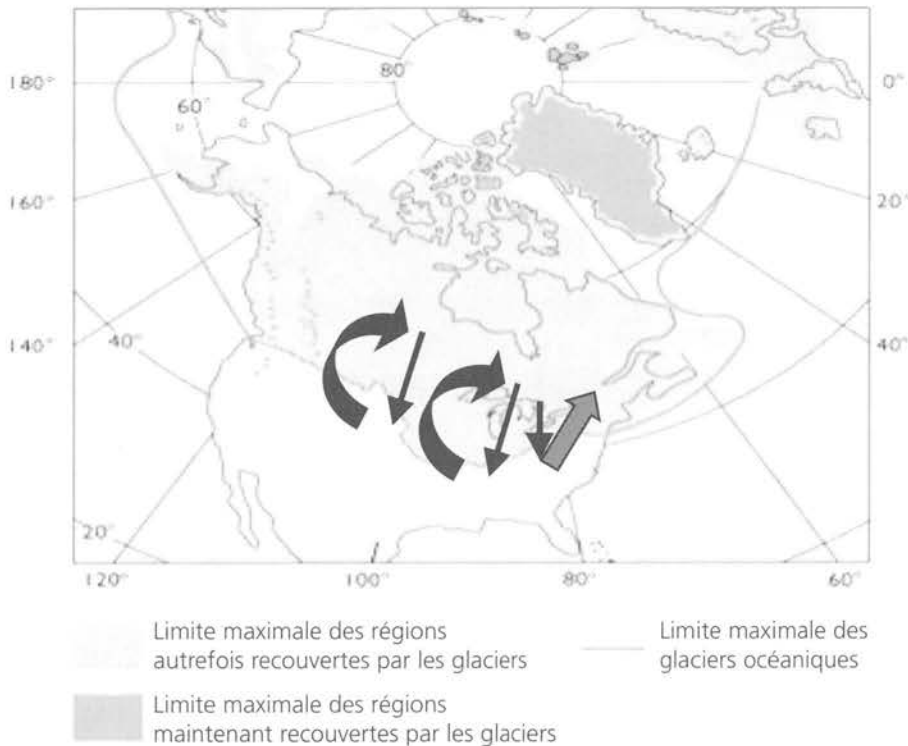 80°
180°
0°
60°
160°
20°
140°
40°
40°
20°
120°
100°
80°
60°
Limite maximale des régions
autrefois recouvertes par les glaciers
Limite maximale des
glaciers océaniques
Limite maximale des régions
maintenant recouvertes par les glaciers